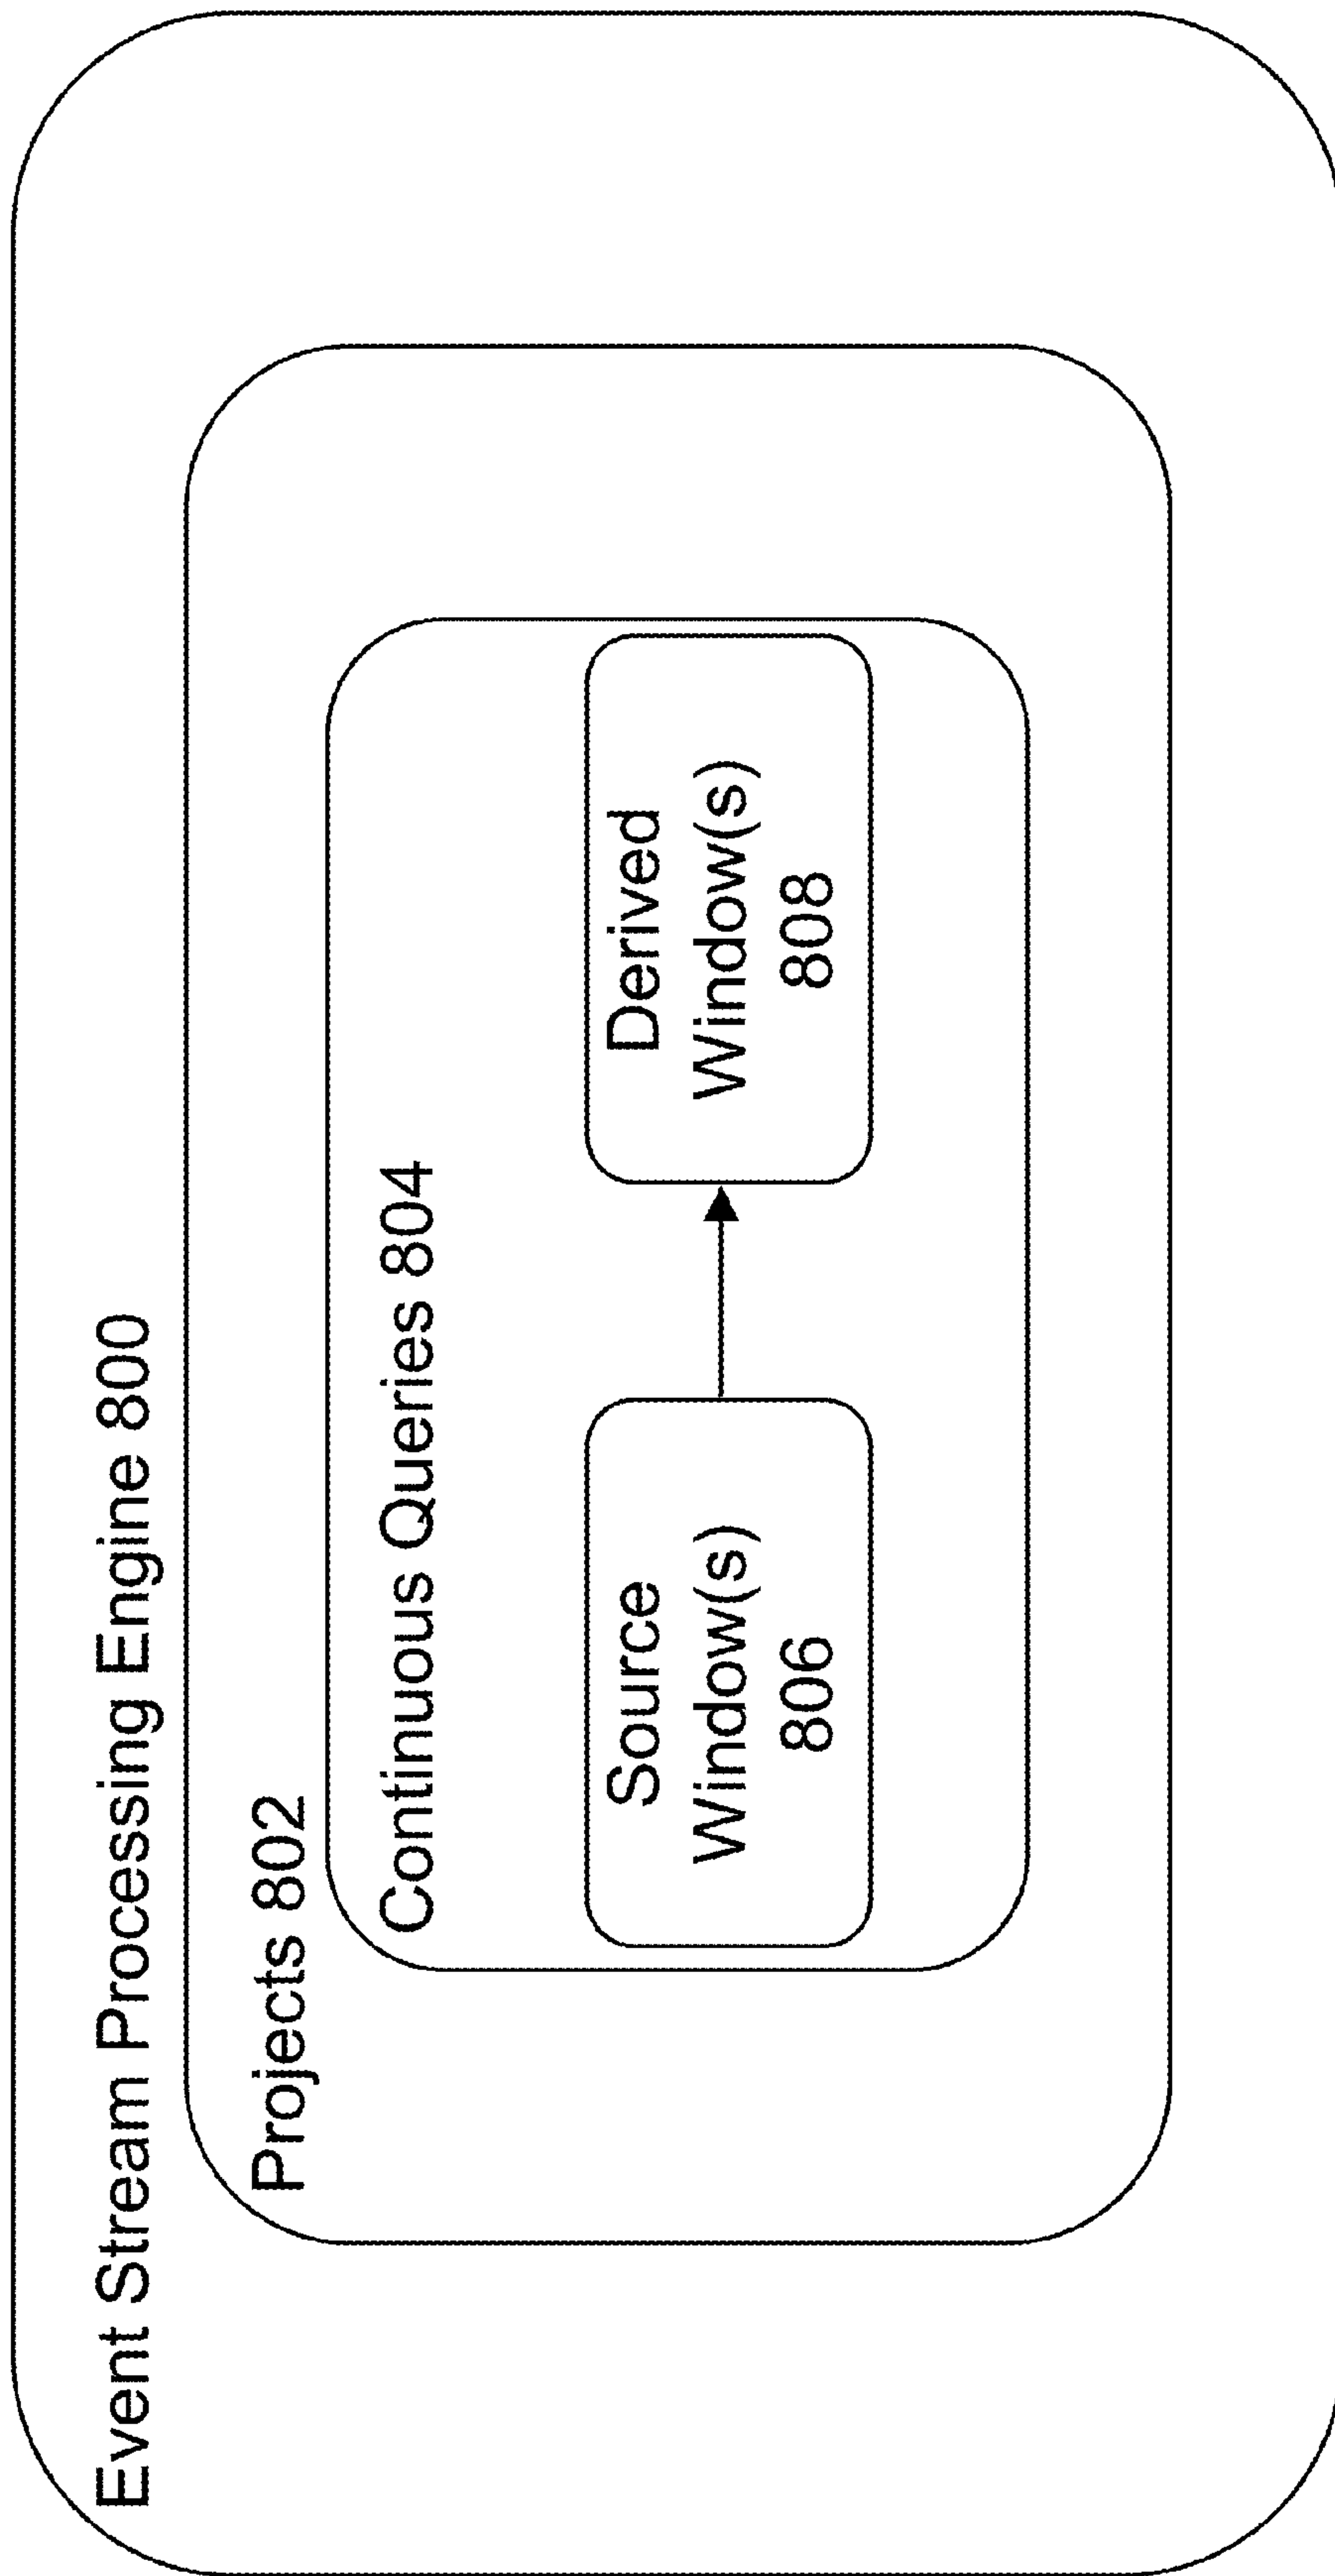 Event Stream Processing Engine 800
Projects 802
Continuous Queries 804
Source
Window(s)
806
Derived
Window(s)
808